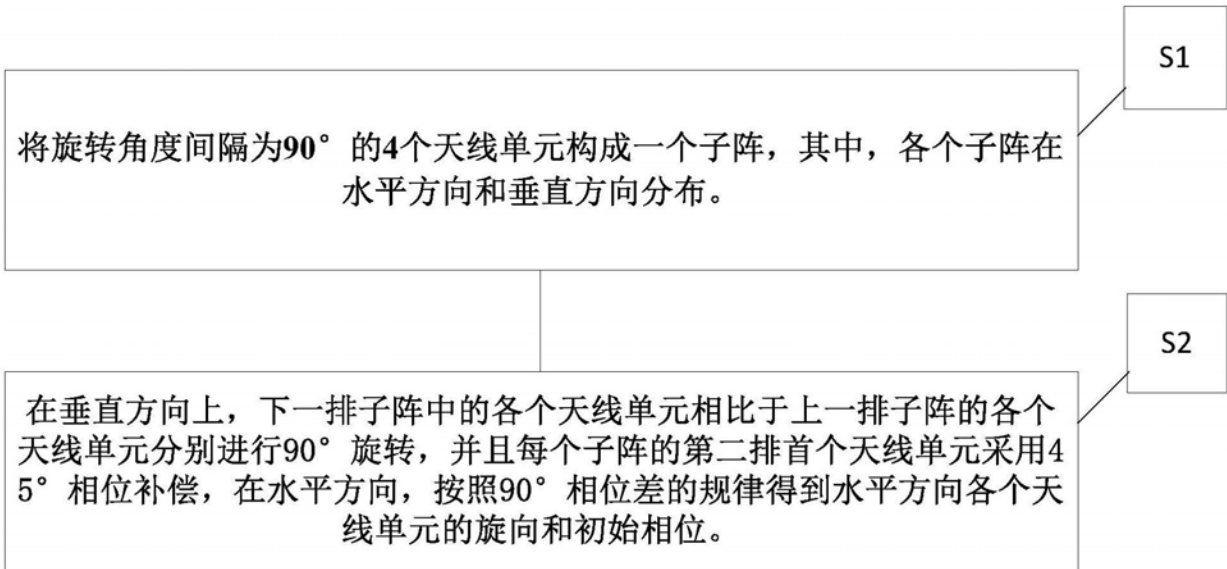 S1
将旋转角度间隔为90°的4个天线单元构成一个子阵，其中，各个子阵在
水平方向和垂直方向分布。
S2
在垂直方向上，下一排子阵中的各个天线单元相比于上一排子阵的各个
天线单元分别进行90°旋转，并且每个子阵的第二排首个天线单元采用4
5°相位补偿，在水平方向，按照90°相位差的规律得到水平方向各个天
线单元的旋向和初始相位。